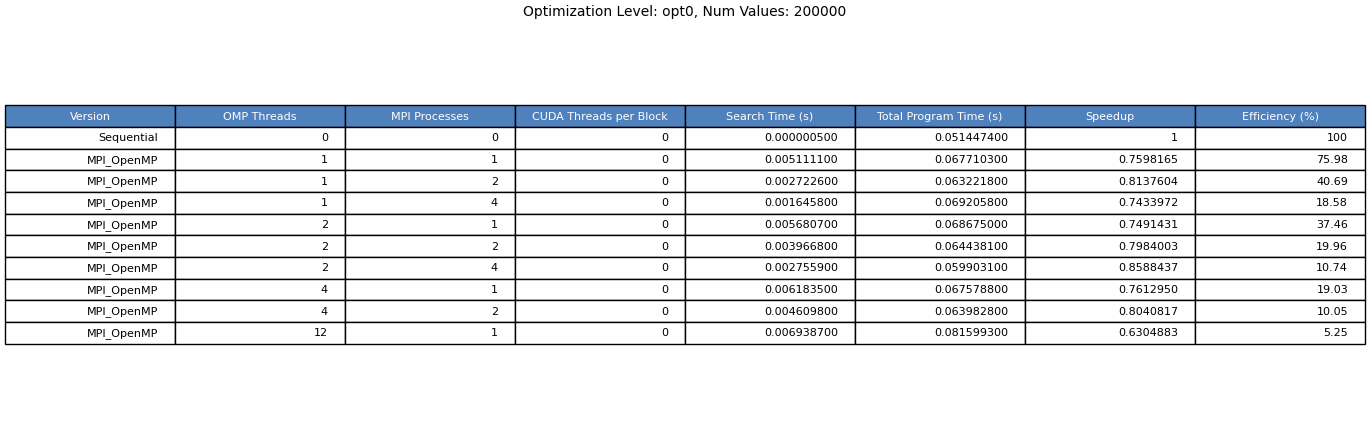 Optimization Level: opt0, Num Values: 200000
Version OMP Threads MPI Processes CUDA Threads per Block Search Time (s) Total Program Time (s) Speedup Efficiency (%)
Sequential 0 0 0 0.000000500 0.051447400 1 100
MPI_OpenMP 1 1 0 0.005111100 0.067710300 0.7598165 75.98
MPI_OpenMP 1 2 0 0.002722600 0.063221800 0.8137604 40.69
MPI_OpenMP 1 4 0 0.001645800 0.069205800 0.7433972 18.58
MPI_OpenMP 2 1 0 0.005680700 0.068675000 0.7491431 37.46
MPI_OpenMP 2 2 0 0.003966800 0.064438100 0.7984003 19.96
MPI_OpenMP 2 4 0 0.002755900 0.059903100 0.8588437 10.74
MPI_OpenMP 4 1 0 0.006183500 0.067578800 0.7612950 19.03
MPI_OpenMP 4 2 0 0.004609800 0.063982800 0.8040817 10.05
MPI_OpenMP 12 1 0 0.006938700 0.081599300 0.6304883 5.25